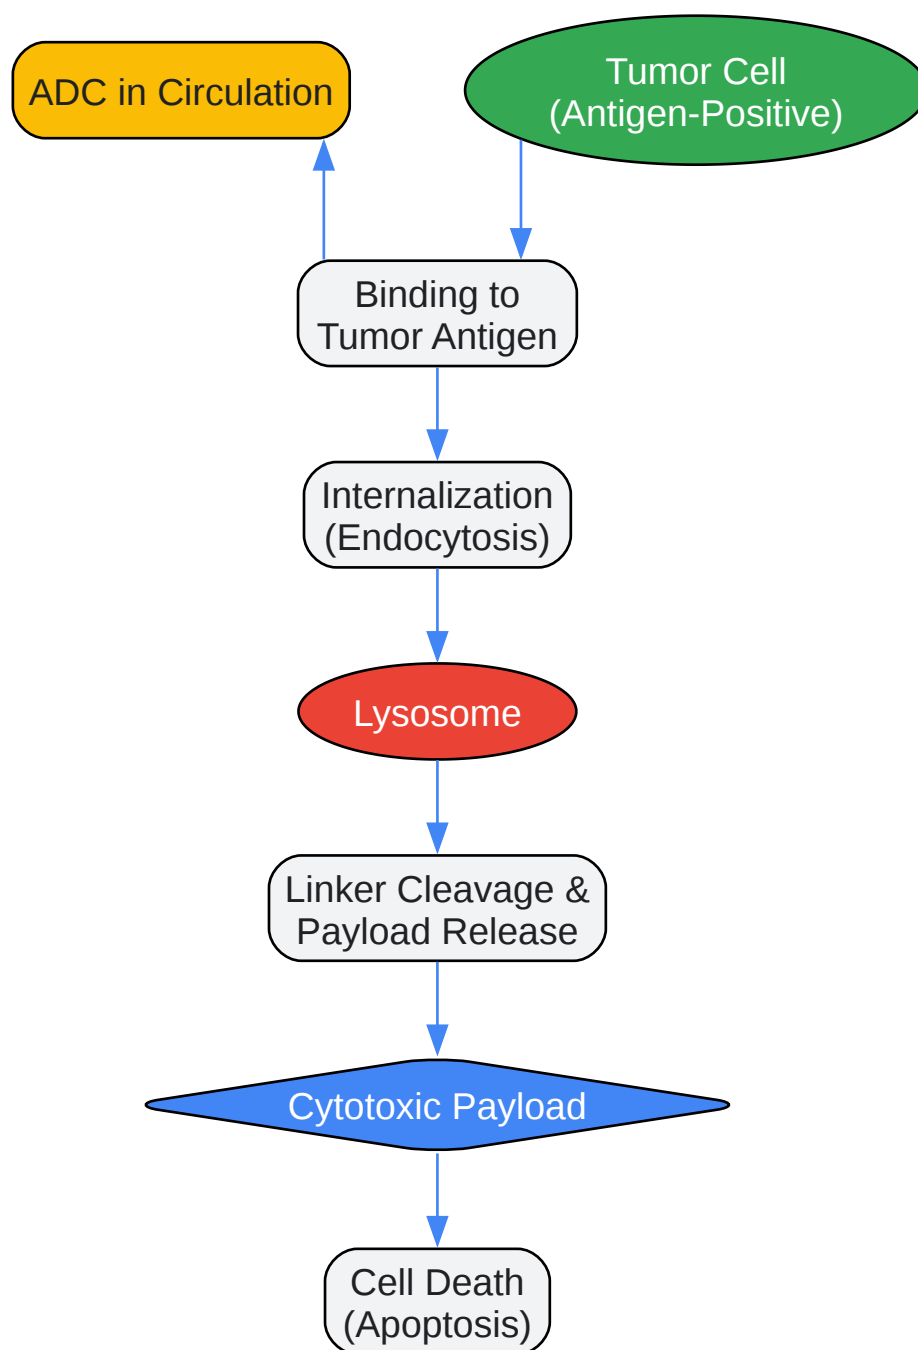 ADC in Circulation
Tumor Cell
(Antigen-Positive)
Binding to
Tumor Antigen
Internalization
(Endocytosis)
Lysosome
Linker Cleavage &
Payload Release
Cytotoxic Payload
Cell Death
(Apoptosis)